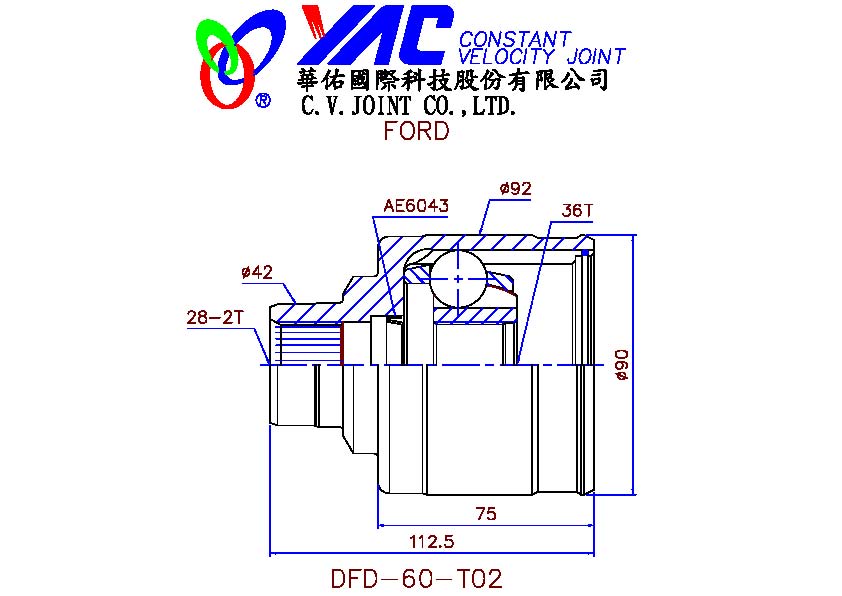 YAC CONSTANT
VELOCITY JOINT
®
華佑國際科技股份有限公司
C.V.JOINT CO.,LTD.
FORD
ø92
AE6043
36T
ø42
28-2T
ø90
75
112.5
DFD-60-T02